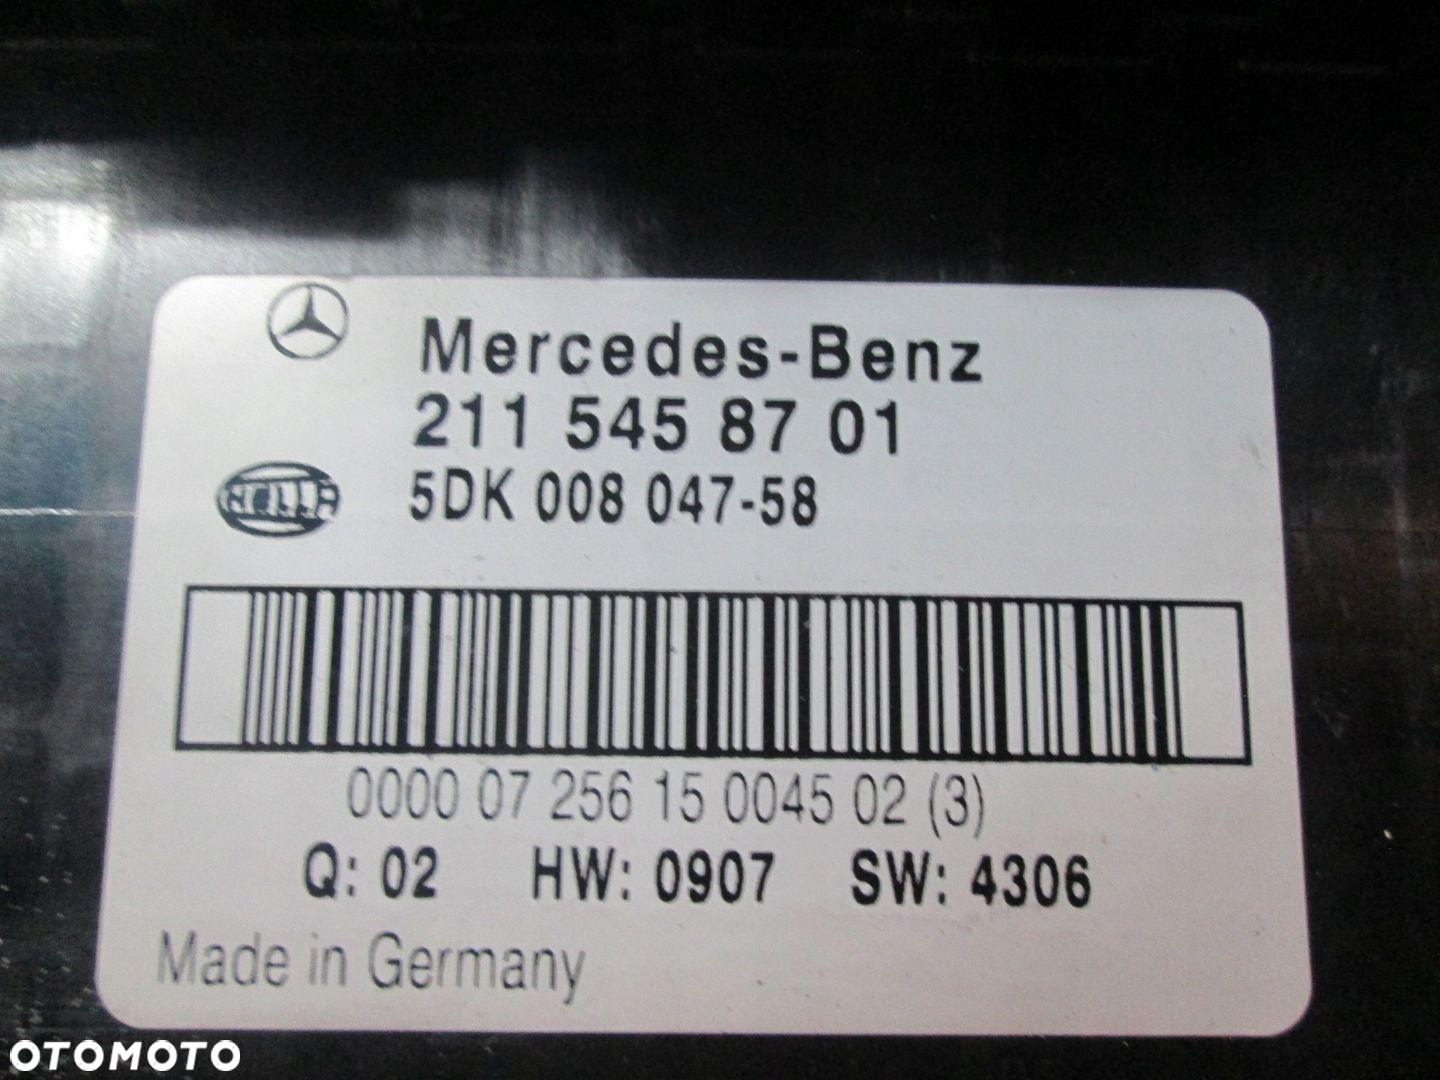 Mercedes-Benz
211 545 87 01
HELLA
5DK 008 047-58
0000 07 256 15 0045 02 (3)
Q: 02 HW: 0907 SW: 4306
Made in Germany
OTOMOTO